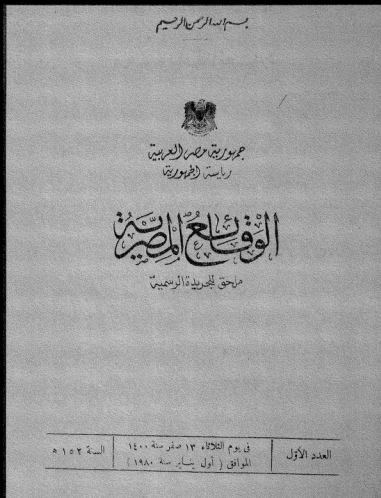 بسم الله الرحمن الرحيم
جمهورية مصر العربية
رياسة الجمهورية
الوقائع المصرية
ملحق للجريدة الرسمية
العدد الأول
في يوم الثلاثاء ١٣ صفر سنة ١٤٠٠
الموافق ( أول يناير سنة ١٩٨٠ )
السنة ١٥٢ ھ